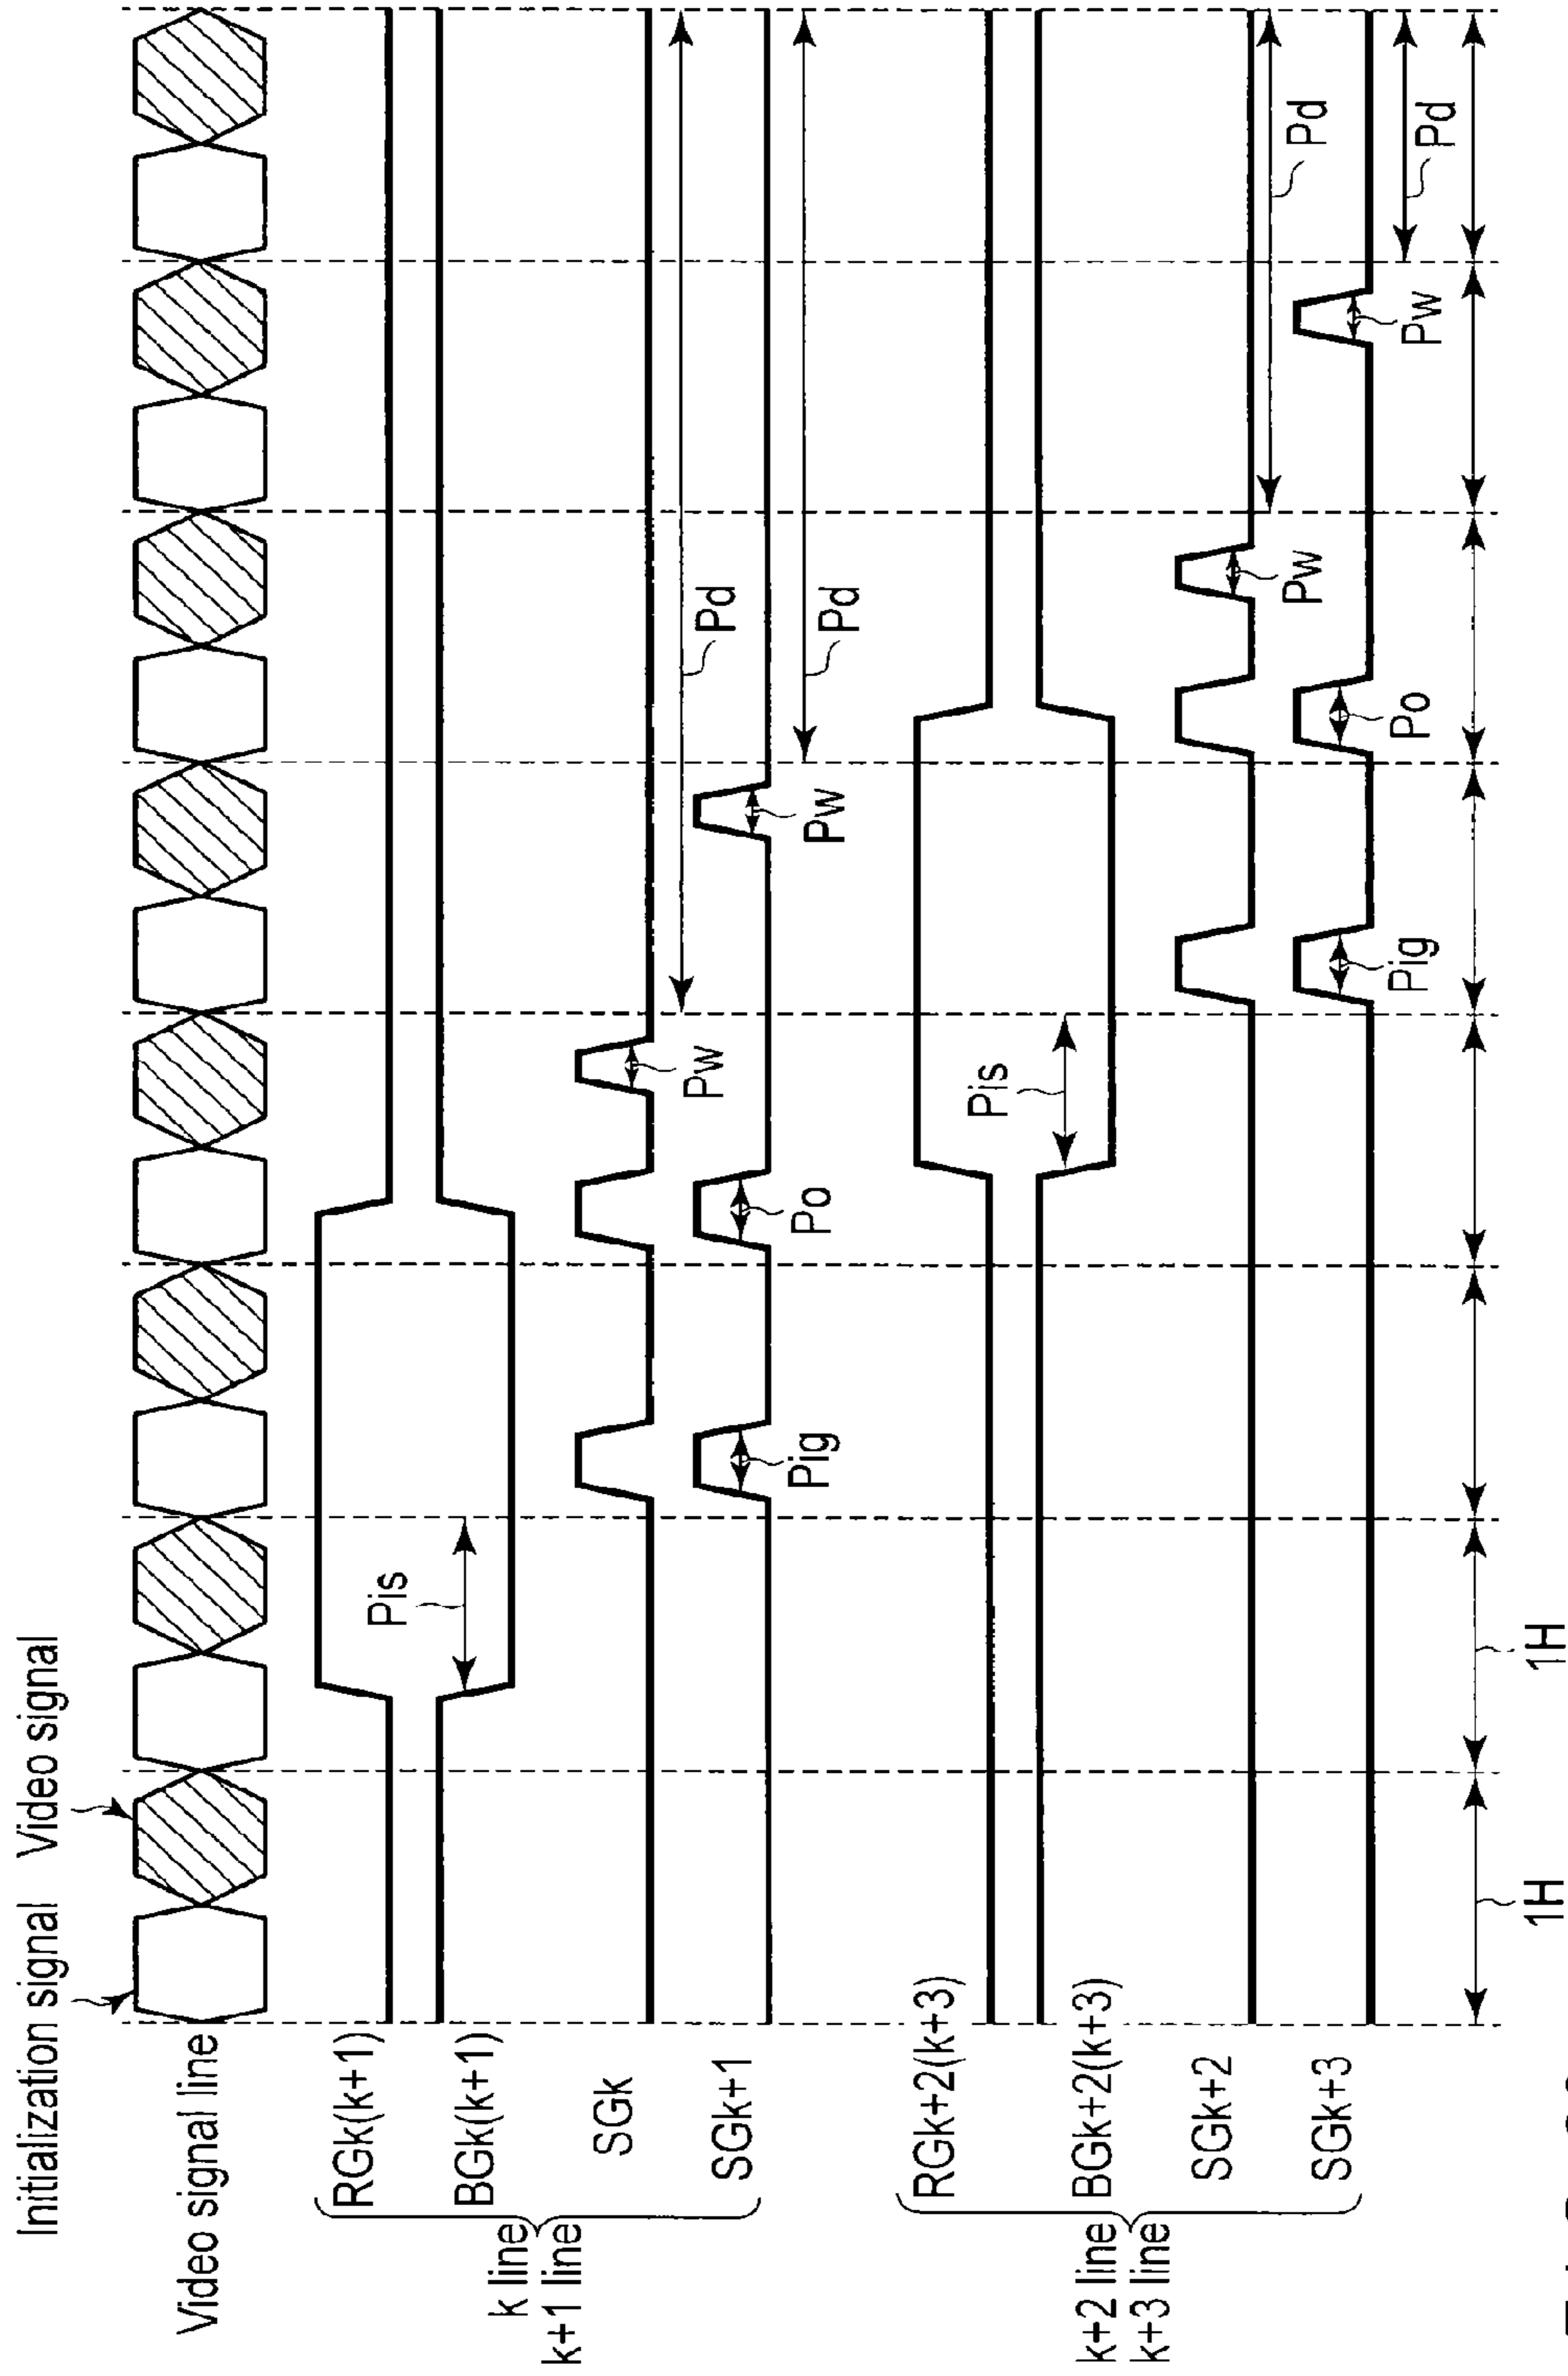 Initialization signal Video signal
Video signal line
k line
k+1 line
RGk(k+1)
BGk(k+1)
Pis
SGk
Pw
Pd
SGk+1
Pig
Po
Pw
Pd
k+2 line
k+3 line
RGk+2(k+3)
BGk+2(k+3)
Pis
SGk+2
Pw
Pd
SGk+3
Pig
Po
Pw
Pd
1H
1H